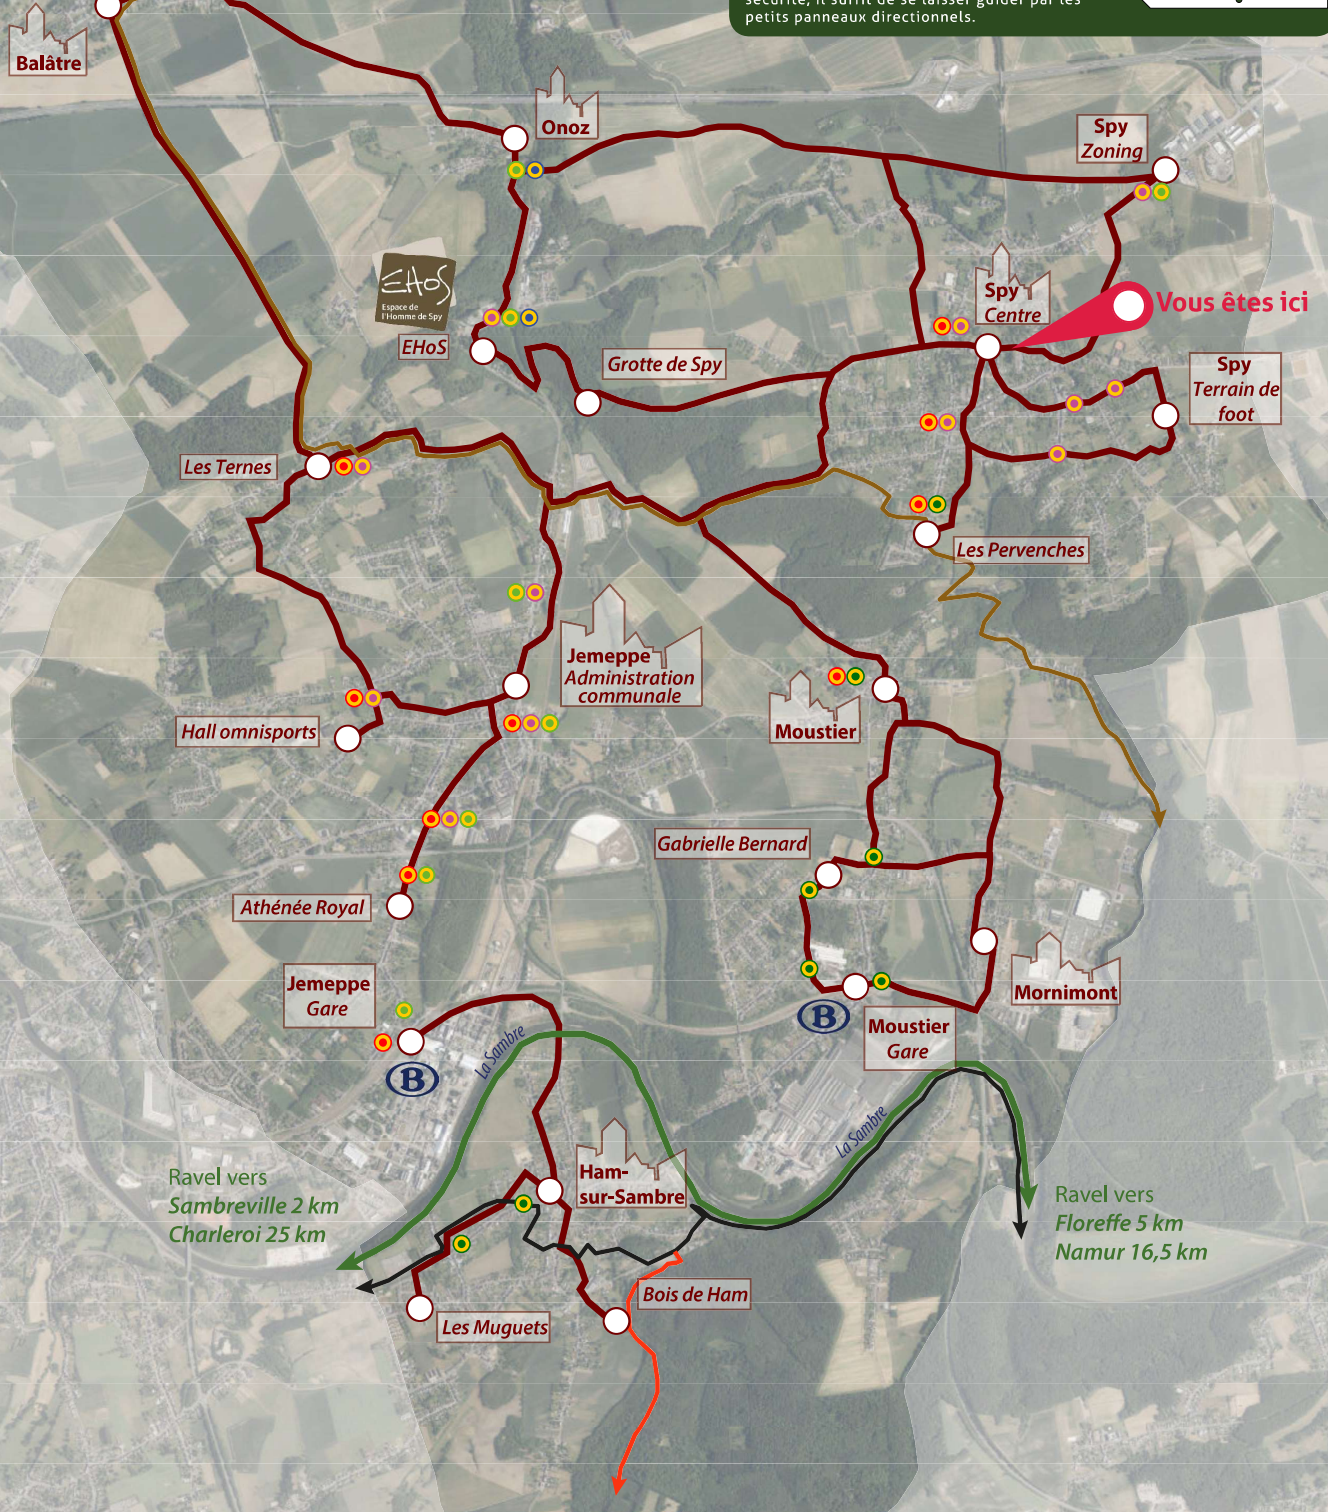 sécurité, il suffit de se laisser guider par les
petits panneaux directionnels.
Balâtre
Onoz
Spy
Zoning
EHoS
Espace de
l'Homme de Spy
EHoS
Spy
Centre
Vous êtes ici
Grotte de Spy
Spy
Terrain de
foot
Les Ternes
Les Pervenches
Jemeppe
Administration
communale
Hall omnisports
Moustier
Gabrielle Bernard
Athénée Royal
Jemeppe
Gare
Mornimont
B
Moustier
Gare
La Sambre
B
La Sambre
Ham-
sur-Sambre
Ravel vers
Sambreville 2 km
Charleroi 25 km
Ravel vers
Floreffe 5 km
Namur 16,5 km
Bois de Ham
Les Muguets